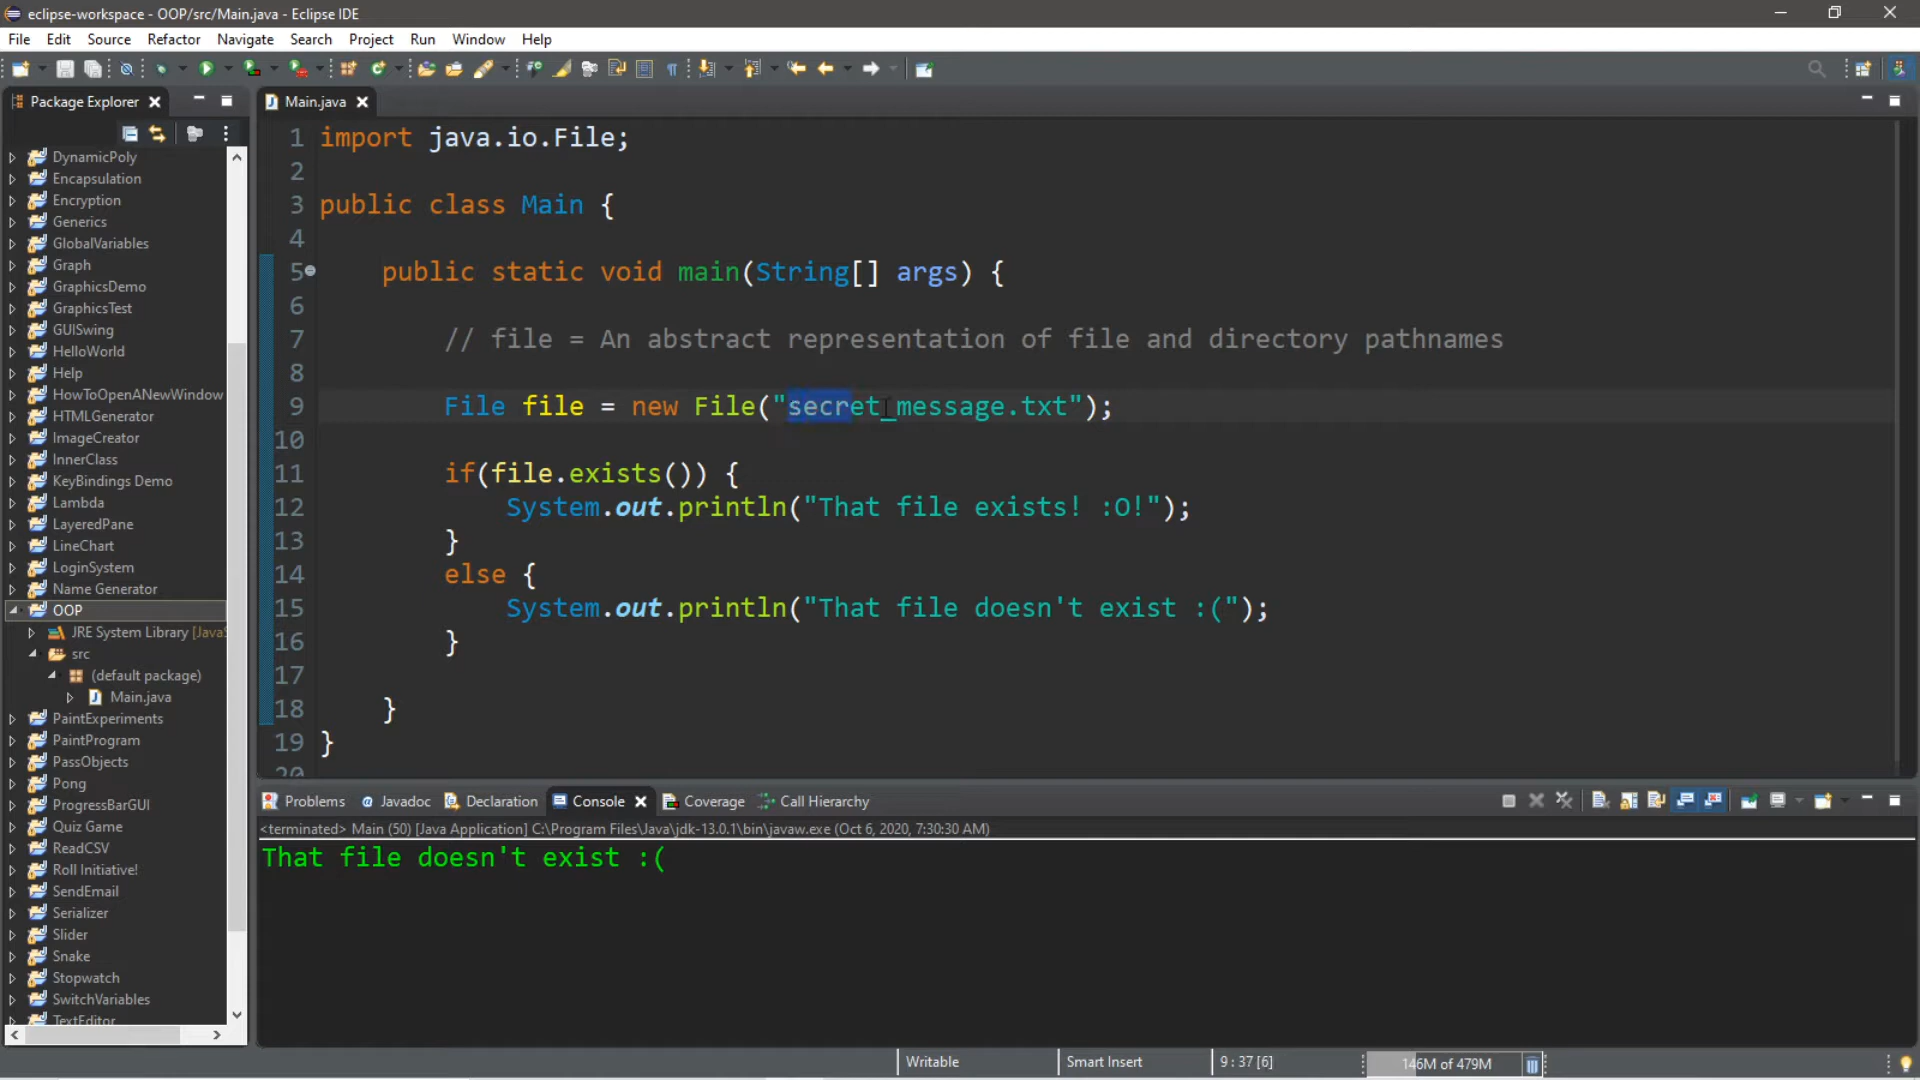 eclipse-workspace - OOP/src/Main.java - Eclipse IDE
File Edit Source Refactor Navigate Search Project Run Window Help
Package Explorer
DynamicPoly
Encapsulation
Encryption
Generics
GlobalVariables
Graph
GraphicsDemo
GraphicsTest
GUISwing
HelloWorld
Help
HowToOpenANewWindow
HTMLGenerator
ImageCreator
InnerClass
KeyBindings Demo
Lambda
LayeredPane
LineChart
LoginSystem
Name Generator
OOP
JRE System Library [JavaS
src
(default package)
Main.java
PaintExperiments
PaintProgram
PassObjects
Pong
ProgressBarGUI
Quiz Game
ReadCSV
Roll Initiative!
SendEmail
Serializer
Slider
Snake
Stopwatch
SwitchVariables
TextEditor
Main.java
1 import java.io.File;
2
3 public class Main {
4
5 public static void main(String[] args) {
6
7 // file = An abstract representation of file and directory pathnames
8
9 File file = new File("secret_message.txt");
10
11 if(file.exists()) {
12 System.out.println("That file exists! :O!");
13 }
14 else {
15 System.out.println("That file doesn't exist :(");
16 }
17
18 }
19 }
20
Problems @ Javadoc Declaration Console Coverage Call Hierarchy
<terminated> Main (50) [Java Application] C:\Program Files\Java\jdk-13.0.1\bin\javaw.exe (Oct 6, 2020, 7:30:30 AM)
That file doesn't exist :(
Writable Smart Insert 9 : 37 [6] 146M of 479M